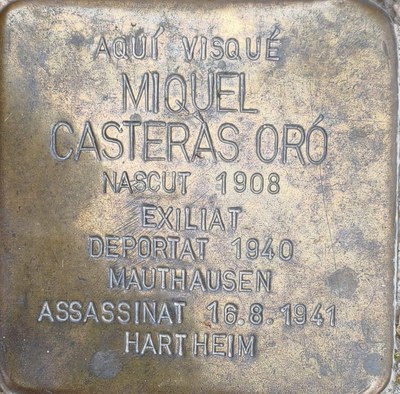 AQUÍ VISQUÉ
MIQUEL
CASTERÀS ORÓ
NASCUT 1908
EXILIAT
DEPORTAT 1940
MAUTHAUSEN
ASSASSINAT 16.8.1941
HARTHEIM